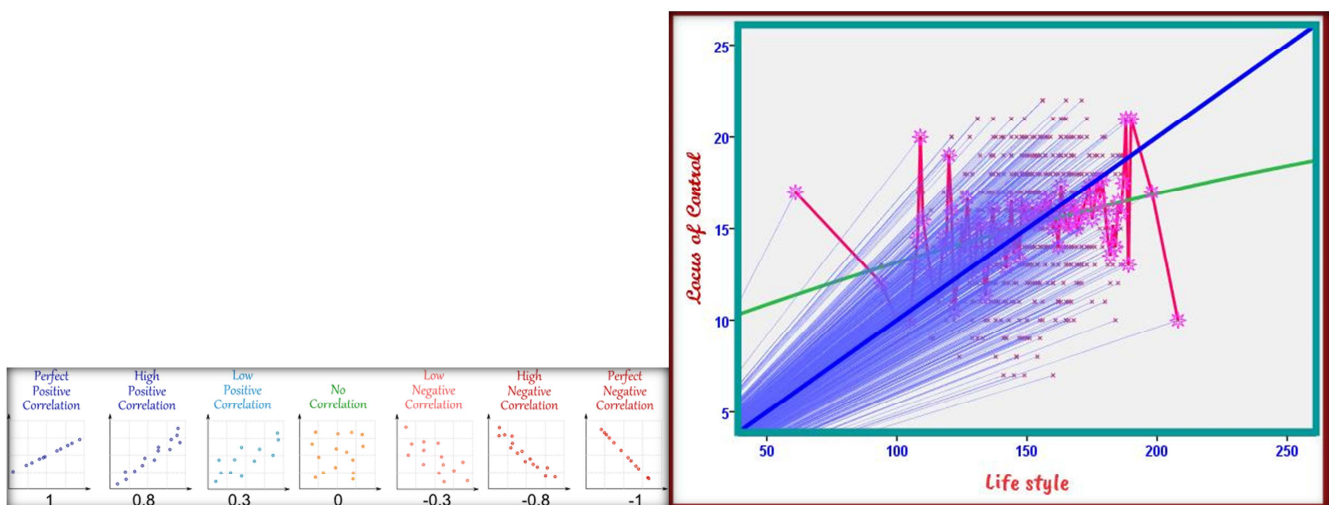 Perfect
Positive
Correlation
High
Positive
Correlation
Low
Positive
Correlation
No
Correlation
Low
Negative
Correlation
High
Negative
Correlation
Perfect
Negative
Correlation
1
0.8
0.3
0
-0.3
-0.8
-1
Locus of Control
25
20
15
10
5
50
100
150
200
250
Life style